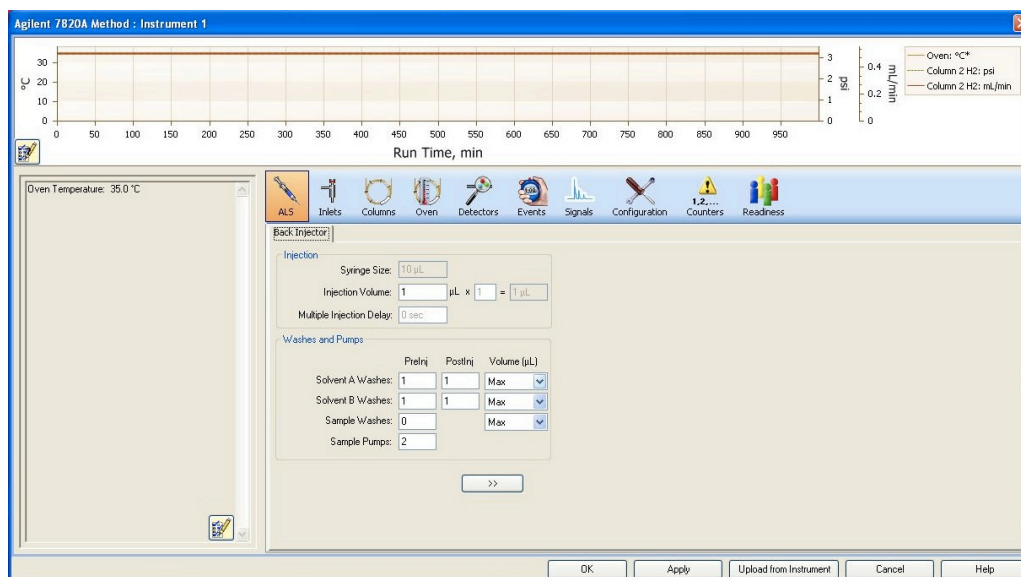 Agilent 7820A Method : Instrument 1
°C
30
20
10
0
3
2
1
0
psi
0.4
0.2
0
mL/min
Oven: °C*
Column 2 H2: psi
Column 2 H2: mL/min
0 50 100 150 200 250 300 350 400 450 500 550 600 650 700 750 800 850 900 950
Run Time, min
Oven Temperature: 35.0 °C
ALS Inlets Columns Oven Detectors Events Signals Configuration 1,2,... Counters Readiness
Back Injector
Injection
Syringe Size: 10 µL
Injection Volume: 1 µL x 1 = 1 µL
Multiple Injection Delay: 0 sec
Washes and Pumps
PreInj PostInj Volume (µL)
Solvent A Washes: 1 1 Max
Solvent B Washes: 1 1 Max
Sample Washes: 0 Max
Sample Pumps: 2
>>
OK Apply Upload from Instrument Cancel Help